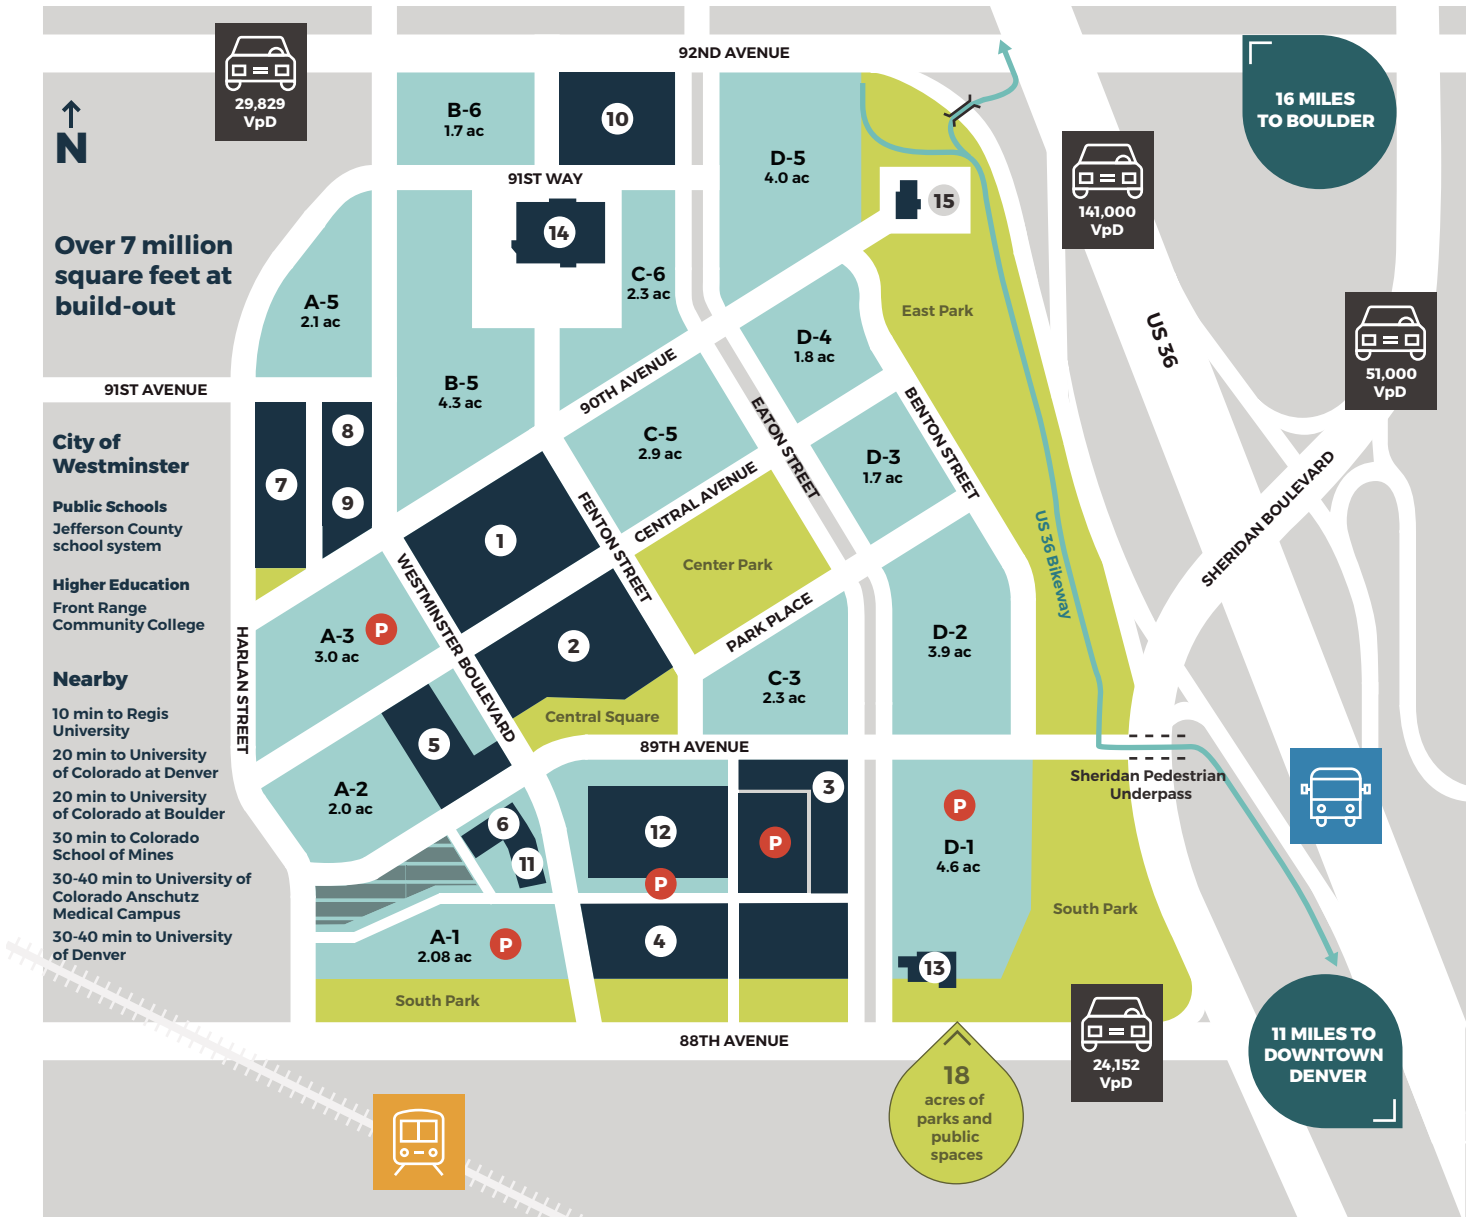 92ND AVENUE
29,829
VpD
N
B-6
1.7 ac
10
D-5
4.0 ac
16 MILES
TO BOULDER
141,000
VpD
91ST WAY
15
14
Over 7 million
square feet at
build-out
A-5
2.1 ac
C-6
2.3 ac
East Park
D-4
1.8 ac
US 36
51,000
VpD
91ST AVENUE
B-5
4.3 ac
90TH AVENUE
EATON STREET
BENTON STREET
City of
Westminster
Public Schools
Jefferson County
school system
Higher Education
Front Range
Community College
Nearby
10 min to Regis
University
20 min to University
of Colorado at Denver
20 min to University
of Colorado at Boulder
30 min to Colorado
School of Mines
30-40 min to University of
Colorado Anschutz
Medical Campus
30-40 min to University
of Denver
8
7
9
C-5
2.9 ac
D-3
1.7 ac
SHERIDAN BOULEVARD
1
FENTON STREET
CENTRAL AVENUE
Center Park
US 36 Bikeway
WESTMINSTER BOULEVARD
HARLAN STREET
A-3
3.0 ac
P
2
PARK PLACE
D-2
3.9 ac
C-3
2.3 ac
Central Square
5
89TH AVENUE
A-2
2.0 ac
Sheridan Pedestrian
Underpass
3
6
11
12
P
P
P
D-1
4.6 ac
South Park
A-1
2.08 ac
P
4
13
South Park
88TH AVENUE
18
acres of
parks and
public
spaces
24,152
VpD
11 MILES TO
DOWNTOWN
DENVER